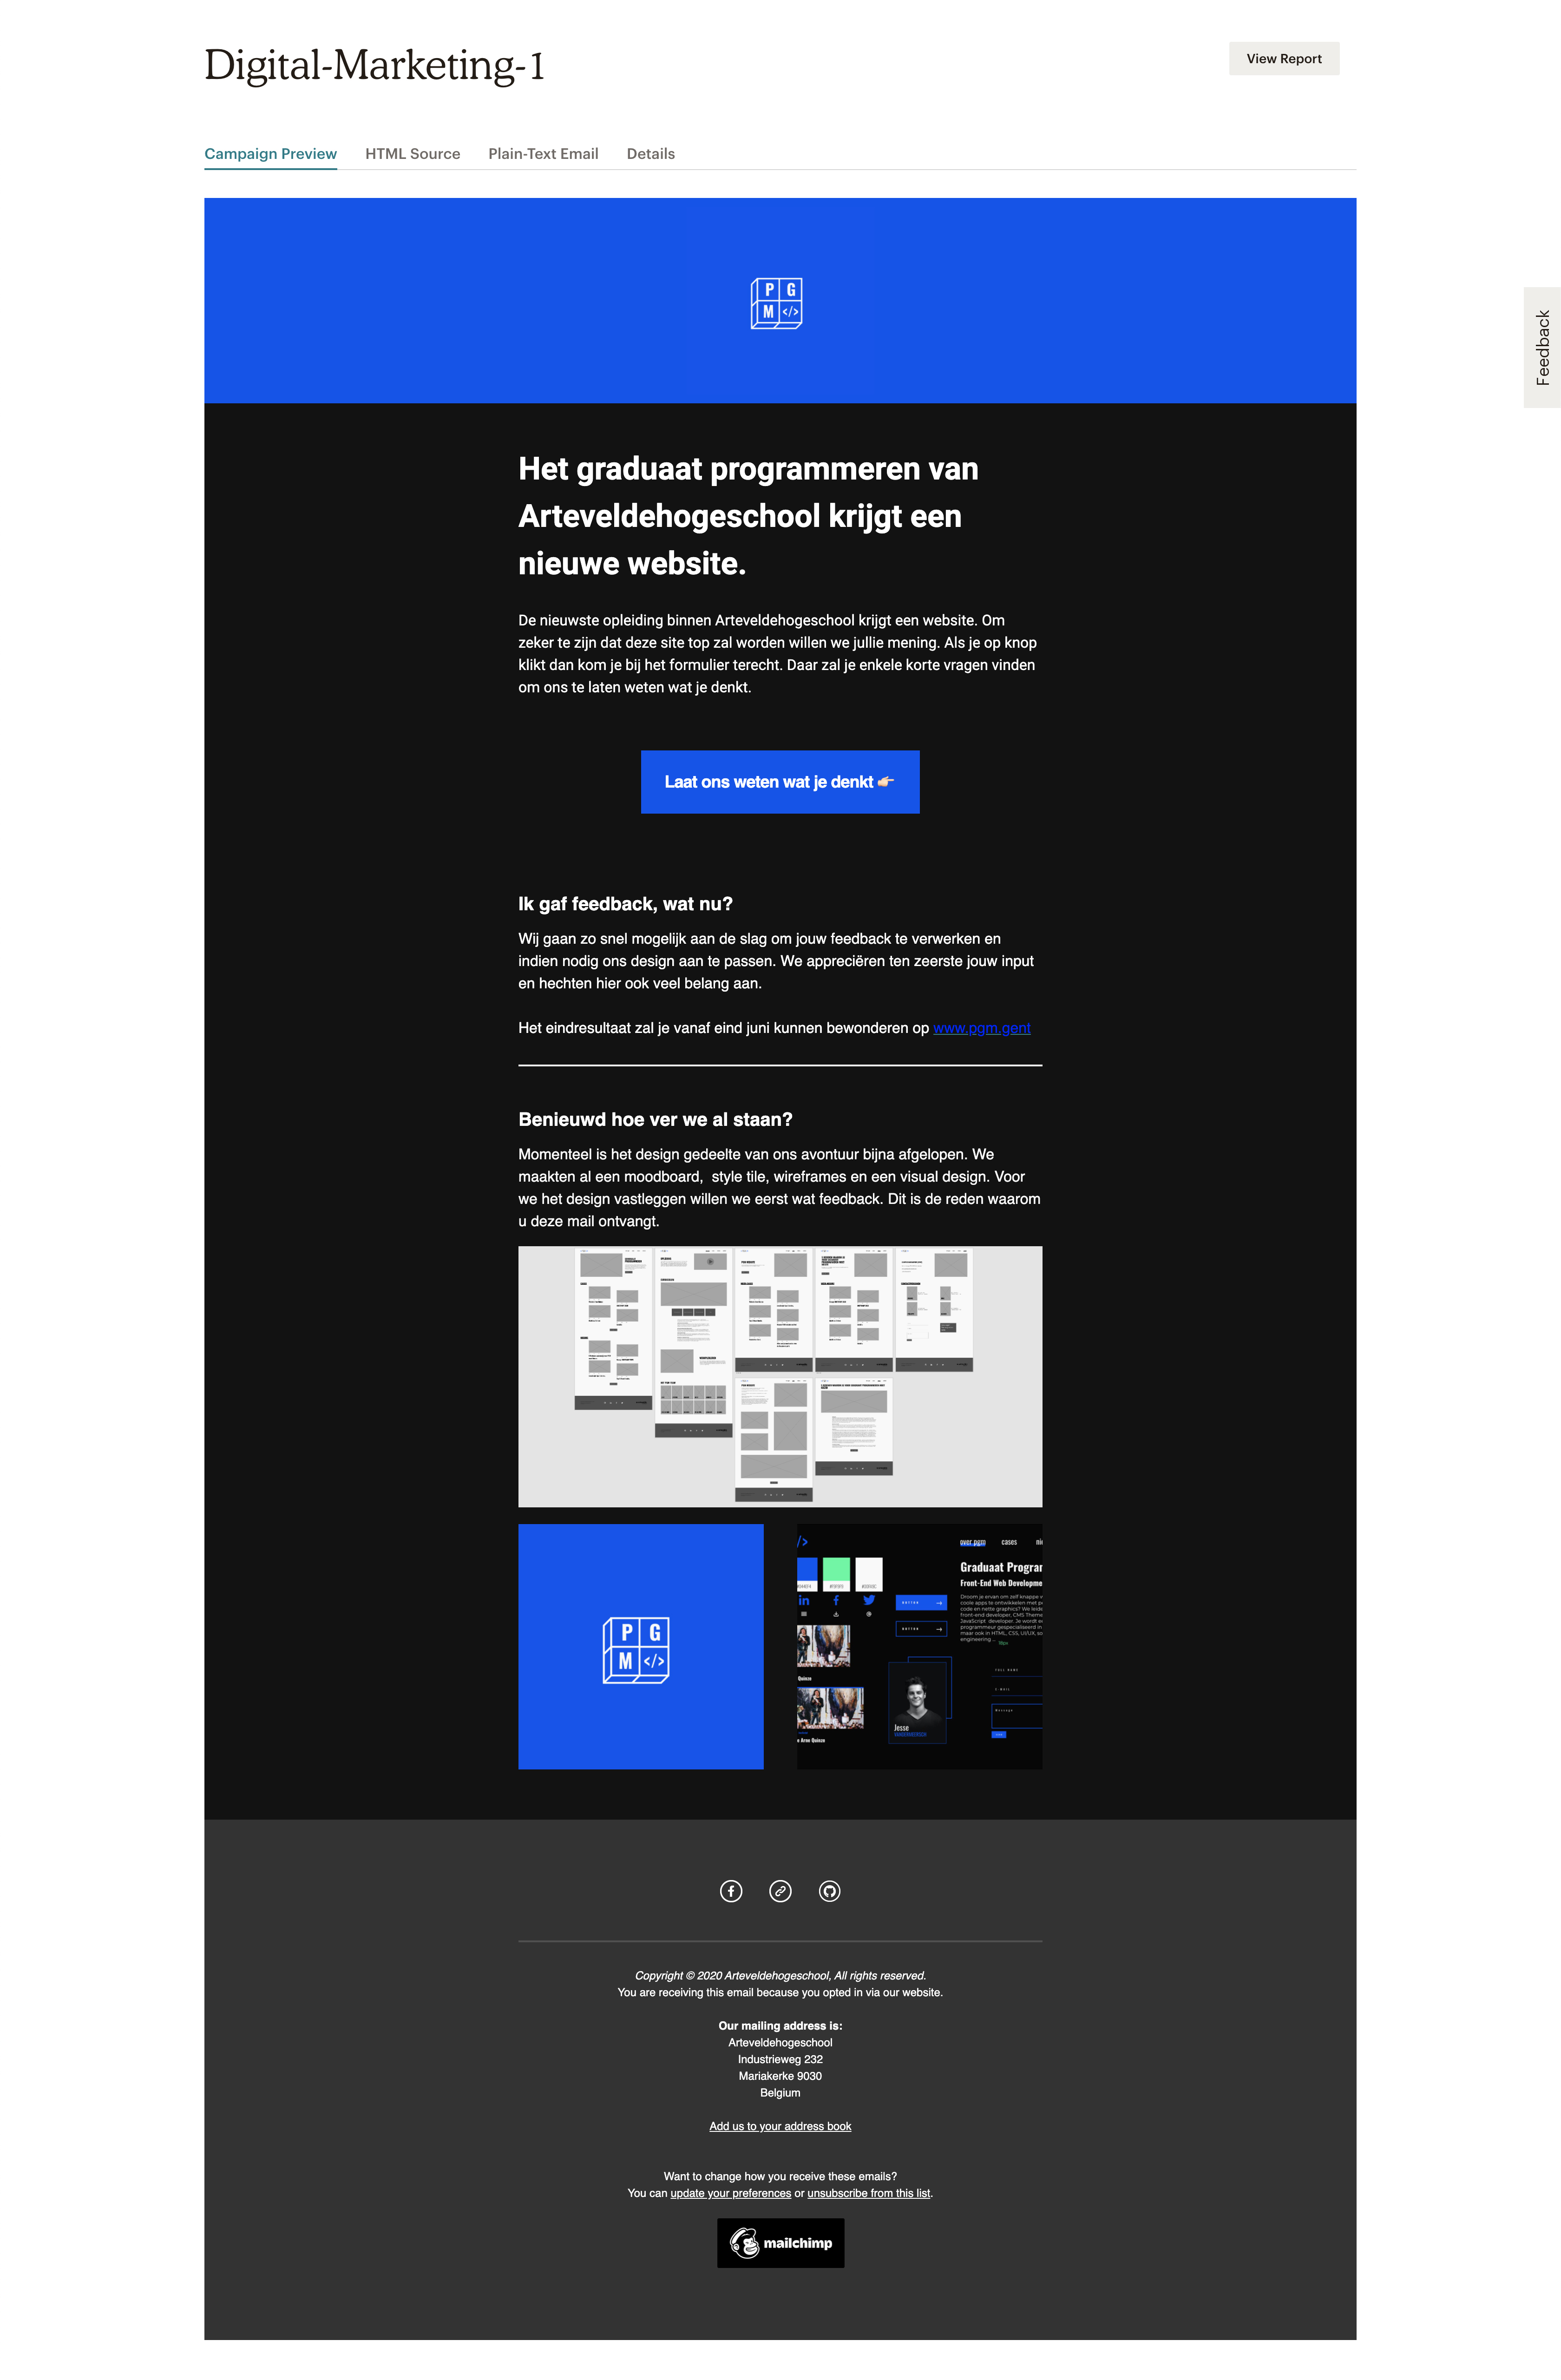 Digital-Marketing-1
View Report
Campaign Preview
HTML Source
Plain-Text Email
Details
Feedback
P G
M </>
Het graduaat programmeren van
Arteveldehogeschool krijgt een
nieuwe website.
De nieuwste opleiding binnen Arteveldehogeschool krijgt een website. Om
zeker te zijn dat deze site top zal worden willen we jullie mening. Als je op knop
klikt dan kom je bij het formulier terecht. Daar zal je enkele korte vragen vinden
om ons te laten weten wat je denkt.
Laat ons weten wat je denkt 👉🏻
Ik gaf feedback, wat nu?
Wij gaan zo snel mogelijk aan de slag om jouw feedback te verwerken en
indien nodig ons design aan te passen. We appreciëren ten zeerste jouw input
en hechten hier ook veel belang aan.
Het eindresultaat zal je vanaf eind juni kunnen bewonderen op www.pgm.gent
Benieuwd hoe ver we al staan?
Momenteel is het design gedeelte van ons avontuur bijna afgelopen. We
maakten al een moodboard,  style tile, wireframes en een visual design. Voor
we het design vastleggen willen we eerst wat feedback. Dit is de reden waarom
u deze mail ontvangt.
P G
M </>
/>
over pgm
cases
Graduaat Program
Front-End Web Developme
BUTTON
BUTTON
FULL NAME
E-MAIL
Message
Jesse
e Arne Quinze
Copyright © 2020 Arteveldehogeschool, All rights reserved.
You are receiving this email because you opted in via our website.
Our mailing address is:
Arteveldehogeschool
Industrieweg 232
Mariakerke 9030
Belgium
Add us to your address book
Want to change how you receive these emails?
You can update your preferences or unsubscribe from this list.
mailchimp